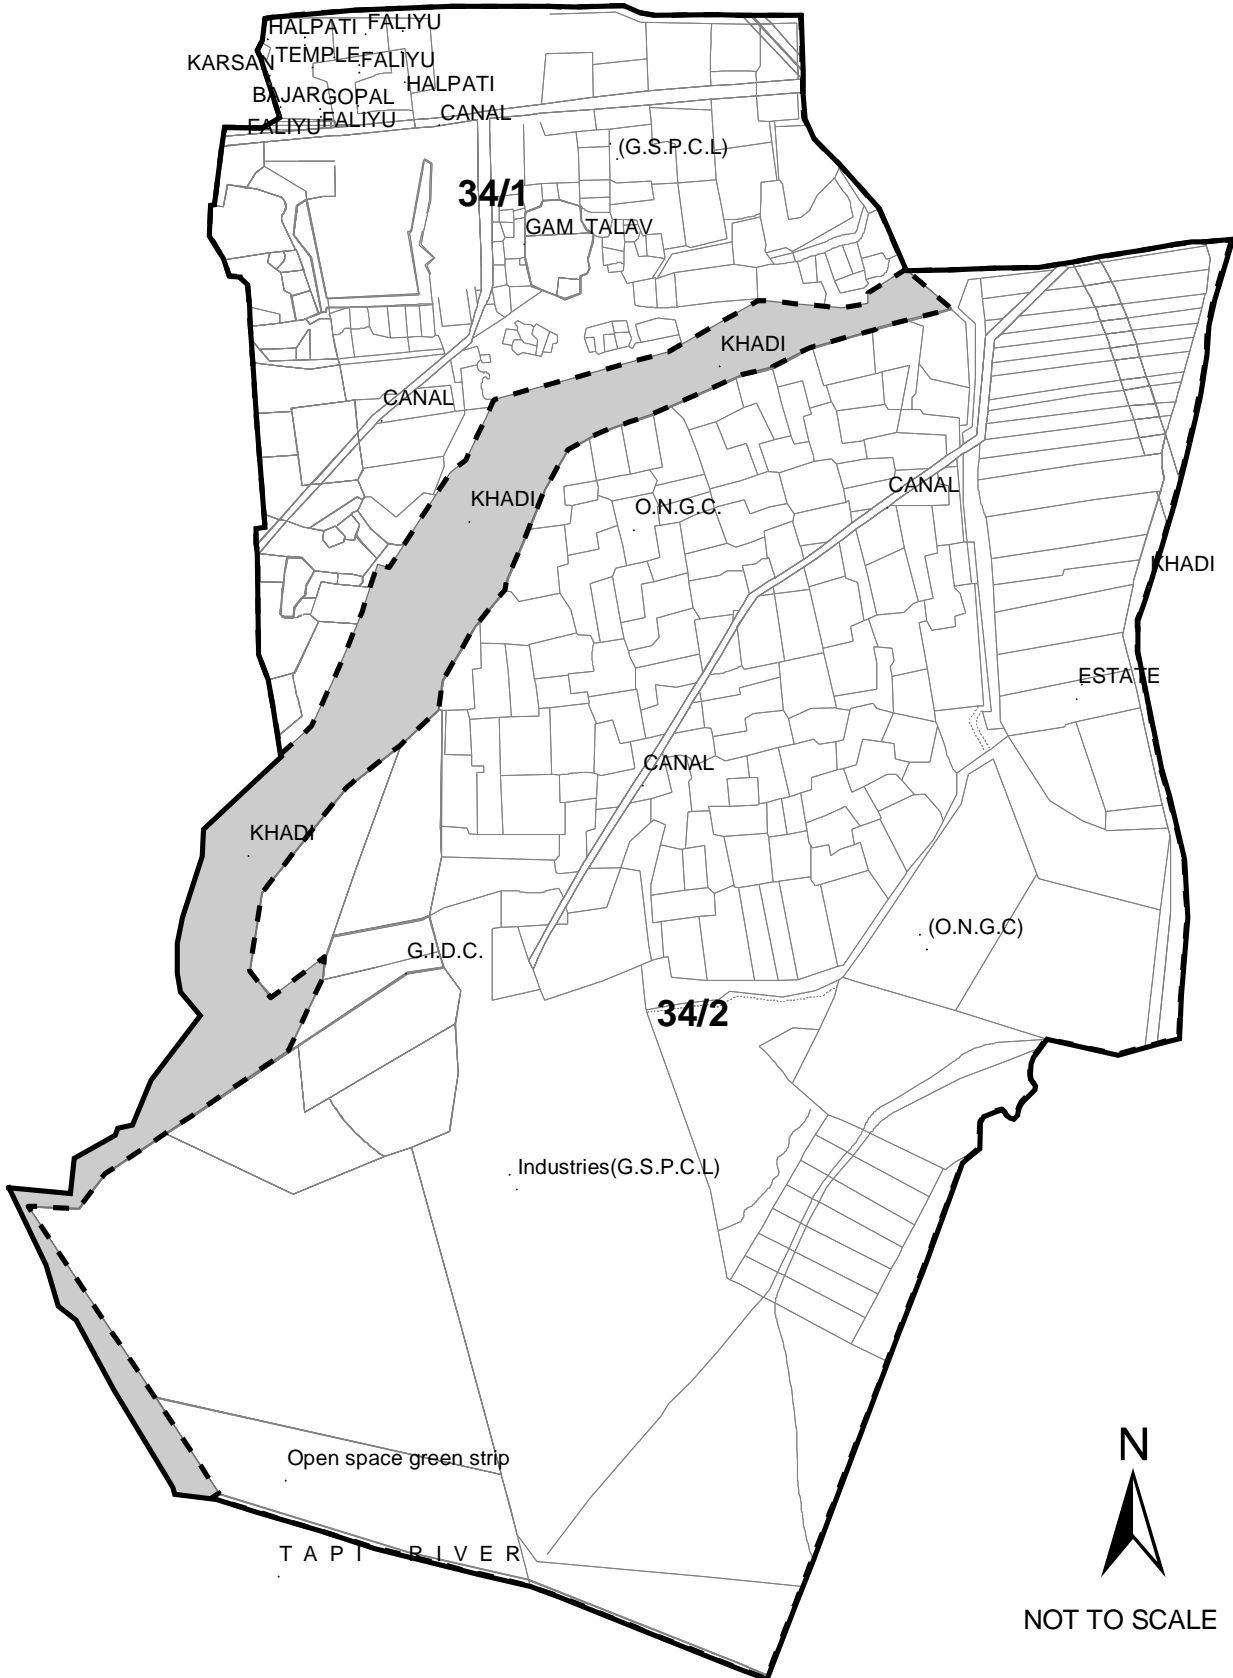 HALPATI FALIYU
KARSAN TEMPLE FALIYU
HALPATI
BAJAR GOPAL
FALIYU FALIYU CANAL
(G.S.P.C.L)
34/1
GAM TALAV
KHADI
CANAL
KHADI
O.N.G.C.
CANAL
KHADI
ESTATE
CANAL
KHADI
G.I.D.C.
(O.N.G.C)
34/2
Industries(G.S.P.C.L)
Open space green strip
TAPI RIVER
N
NOT TO SCALE